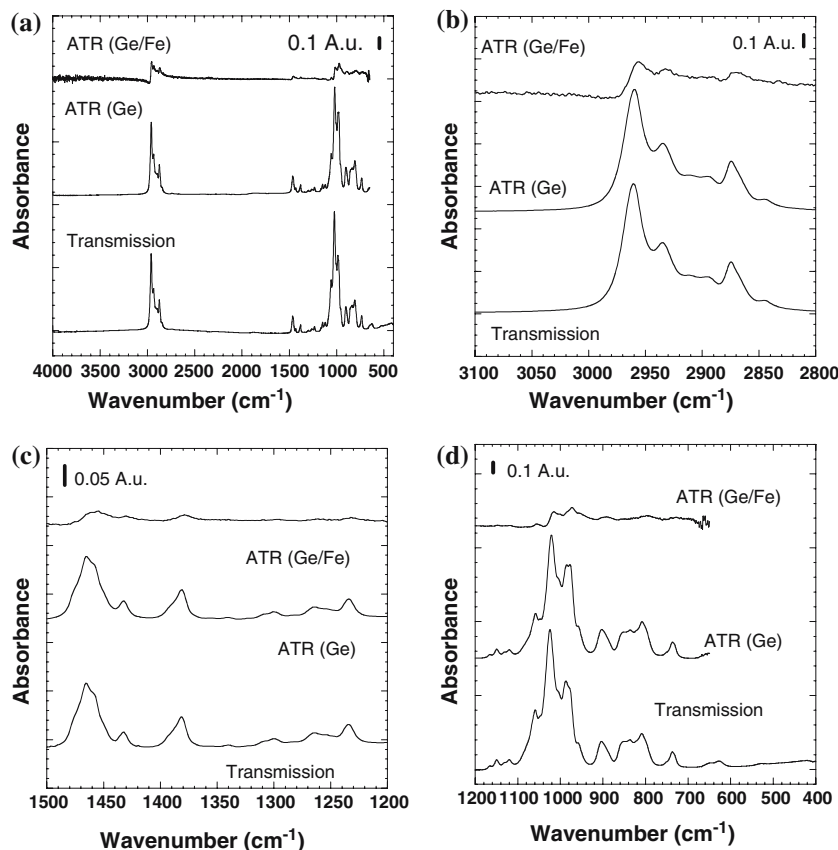 (a)
ATR (Ge/Fe)
0.1 A.u.
ATR (Ge)
Transmission
Absorbance
4000 3500 3000 2500 2000 1500 1000 500
Wavenumber (cm⁻¹)
(b)
ATR (Ge/Fe)
0.1 A.u.
ATR (Ge)
Transmission
Absorbance
3100 3050 3000 2950 2900 2850 2800
Wavenumber (cm⁻¹)
(c)
0.05 A.u.
ATR (Ge/Fe)
ATR (Ge)
Transmission
Absorbance
1500 1450 1400 1350 1300 1250 1200
Wavenumber (cm⁻¹)
(d)
0.1 A.u.
ATR (Ge/Fe)
ATR (Ge)
Transmission
Absorbance
1200 1100 1000 900 800 700 600 500 400
Wavenumber (cm⁻¹)